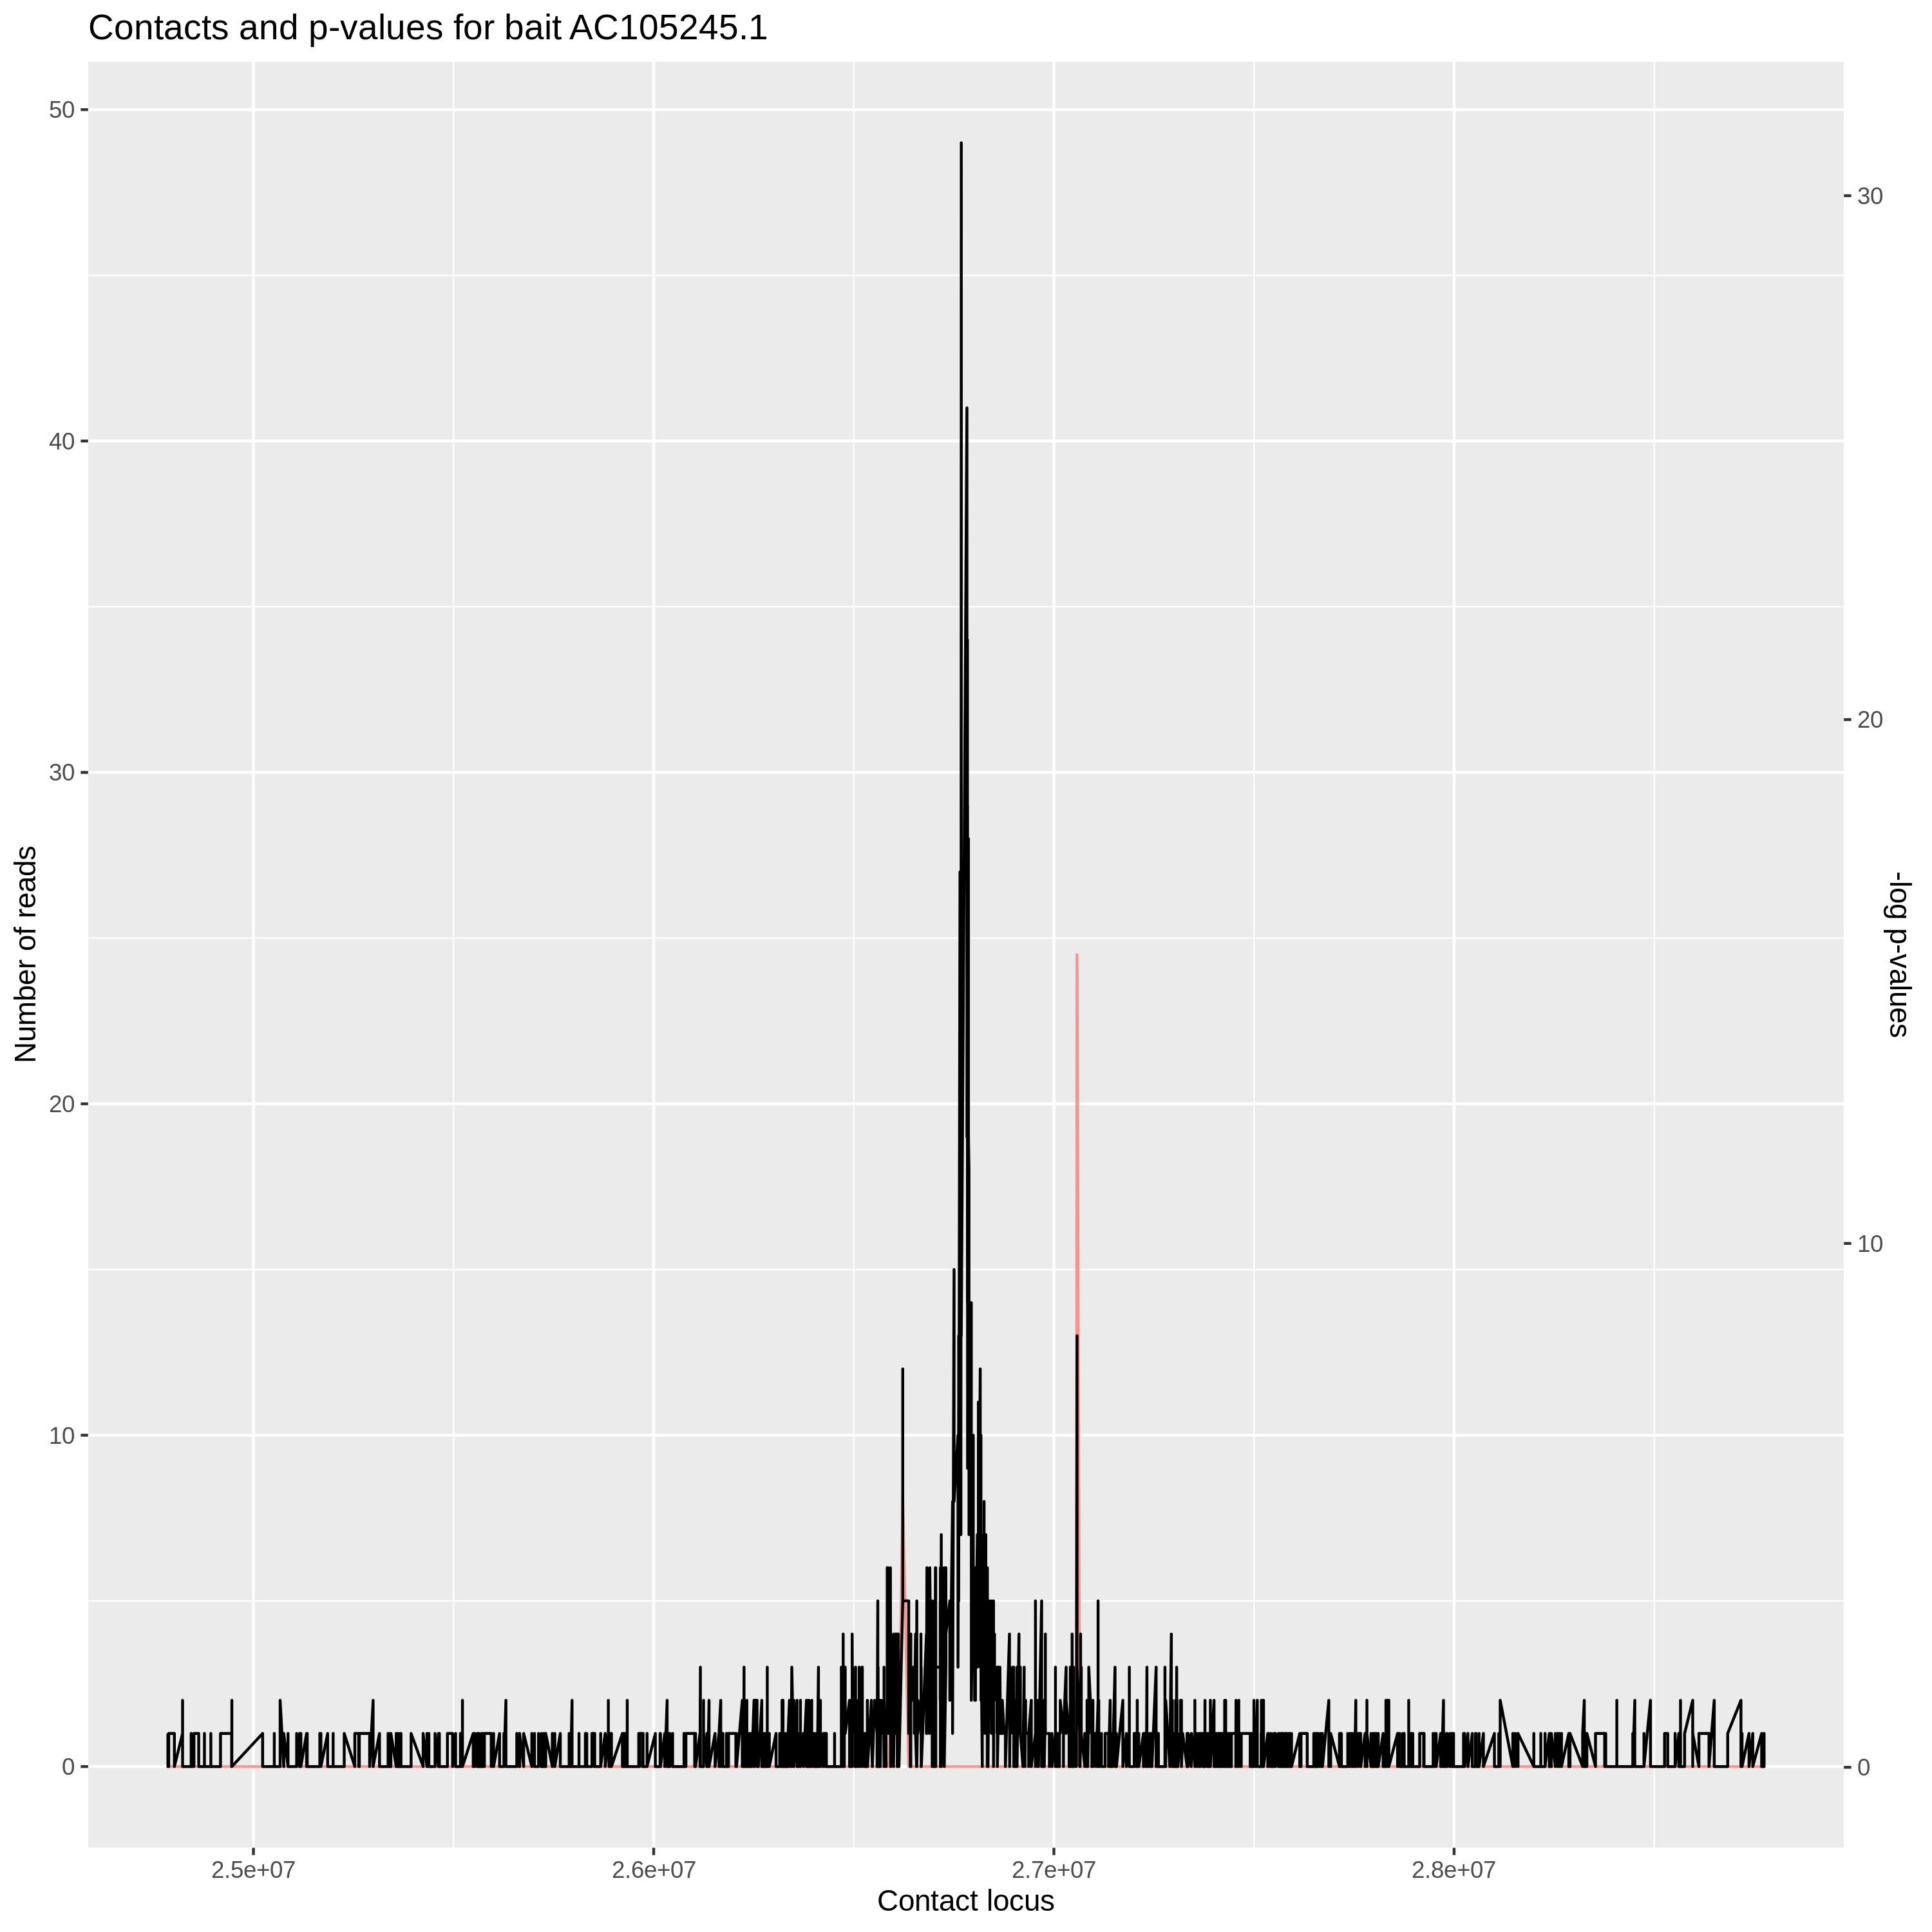 Contacts and p-values for bait AC105245.1
50
40
30
20
10
0
Number of reads
30
20
10
0
-log p-values
2.5e+07
2.6e+07
2.7e+07
2.8e+07
Contact locus